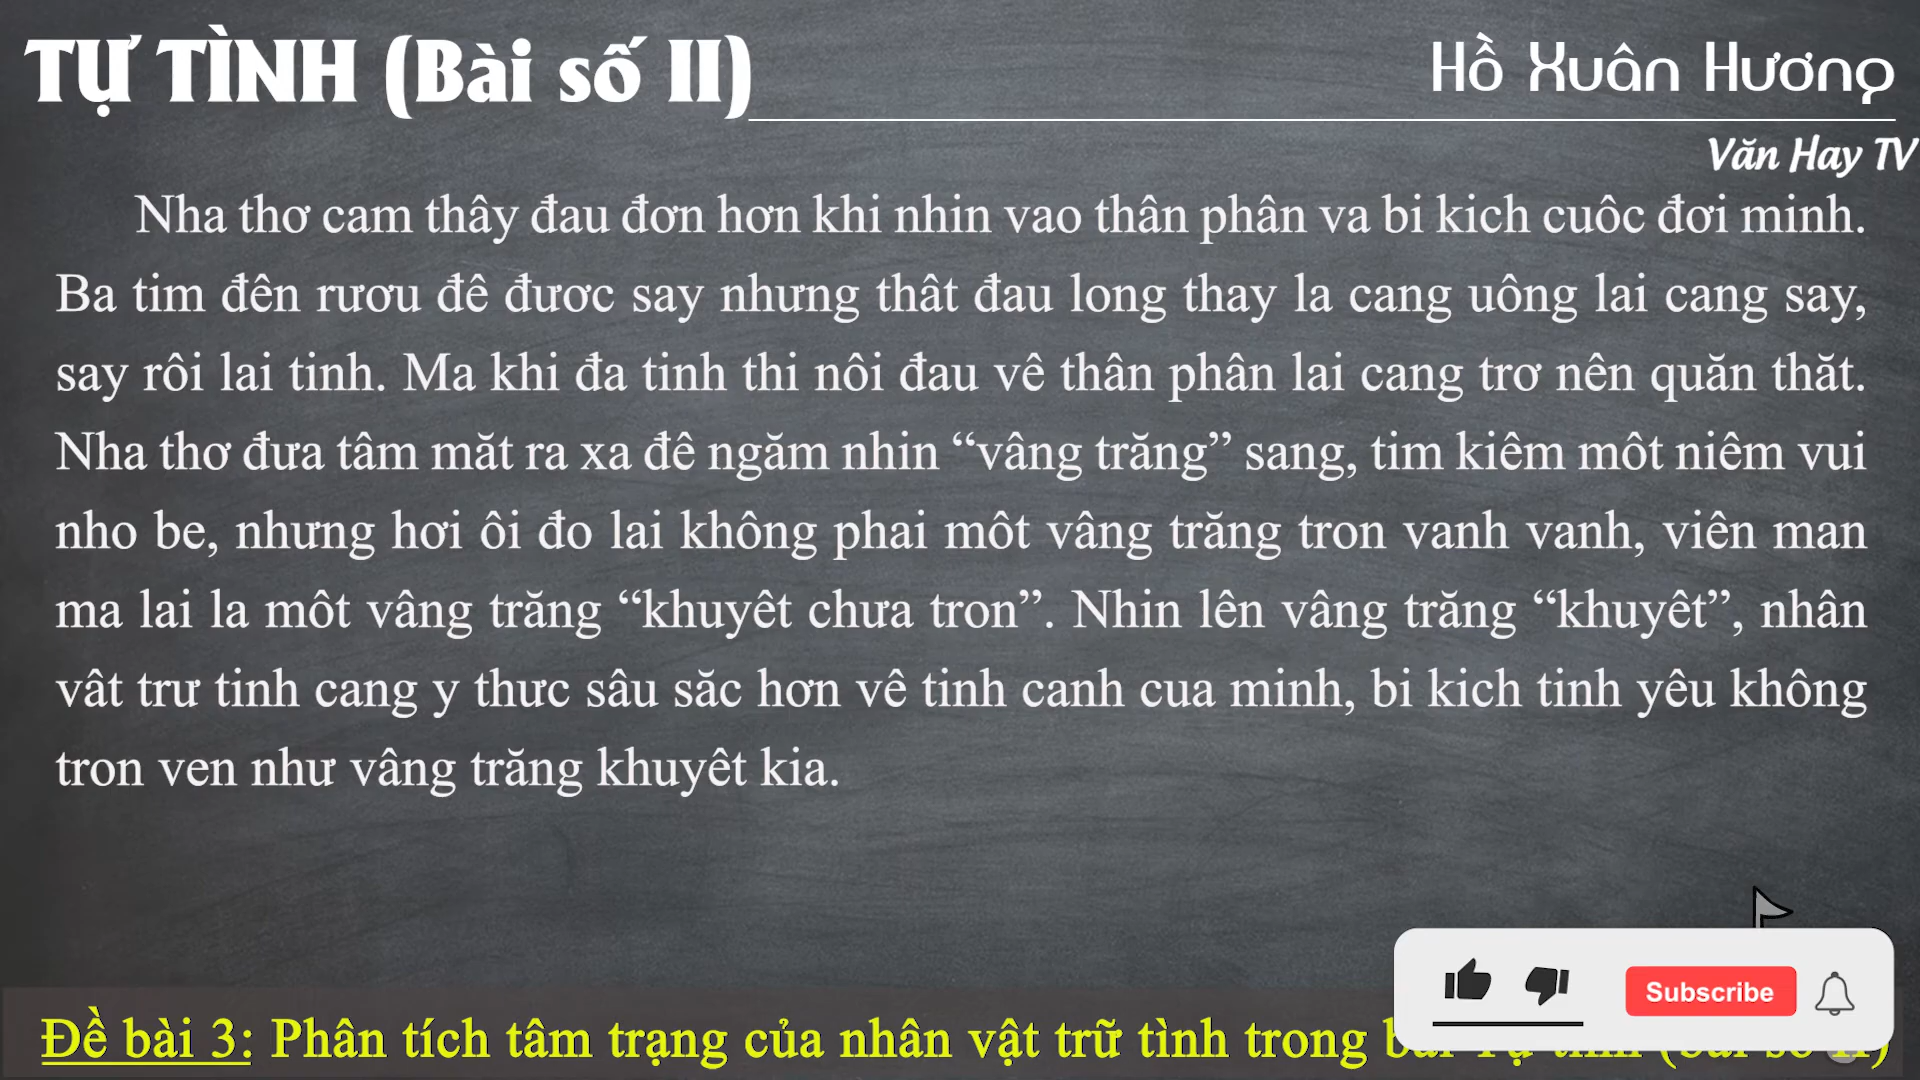 TỰ TÌNH (Bài số II)
Hồ Xuân Hương
Văn Hay TV
Nha thơ cam thây đau đơn hơn khi nhin vao thân phân va bi kich cuôc đơi minh.
Ba tim đên rươu đê đươc say nhưng thât đau long thay la cang uông lai cang say,
say rôi lai tinh. Ma khi đa tinh thi nôi đau vê thân phân lai cang trơ nên quăn thăt.
Nha thơ đưa tâm măt ra xa đê ngăm nhin “vâng trăng” sang, tim kiêm môt niêm vui
nho be, nhưng hơi ôi đo lai không phai môt vâng trăng tron vanh vanh, viên man
ma lai la môt vâng trăng “khuyêt chưa tron”. Nhin lên vâng trăng “khuyêt”, nhân
vât trư tinh cang y thưc sâu săc hơn vê tinh canh cua minh, bi kich tinh yêu không
tron ven như vâng trăng khuyêt kia.
Subscribe
Đề bài 3: Phân tích tâm trạng của nhân vật trữ tình trong